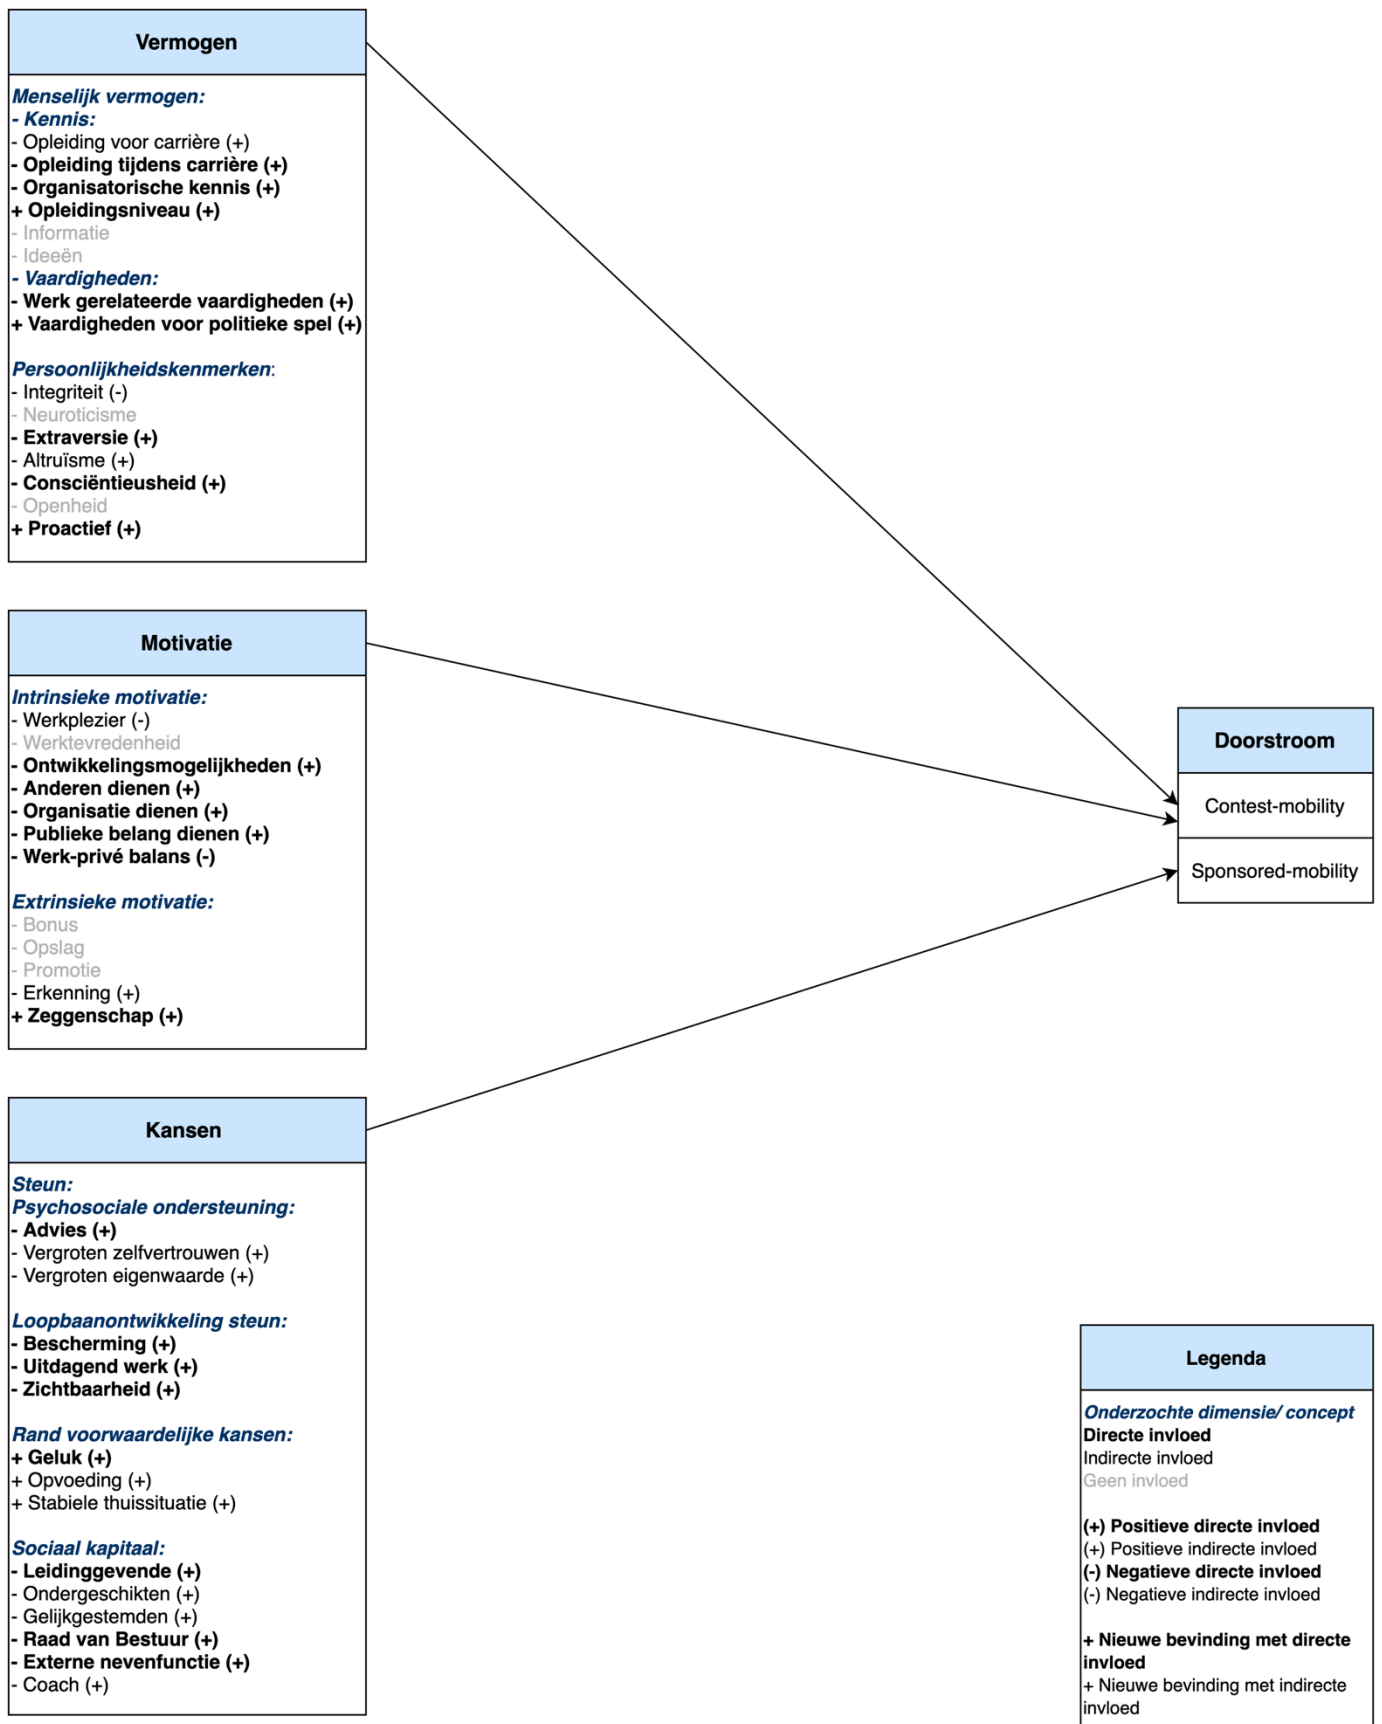 Vermogen
Menselijk vermogen:
- Kennis:
- Opleiding voor carrière (+)
- Opleiding tijdens carrière (+)
- Organisatorische kennis (+)
+ Opleidingsniveau (+)
- Informatie
- Ideeën
- Vaardigheden:
- Werk gerelateerde vaardigheden (+)
+ Vaardigheden voor politieke spel (+)
Persoonlijkheidskenmerken:
- Integriteit (-)
- Neuroticisme
- Extraversie (+)
- Altruïsme (+)
- Consciëntieusheid (+)
- Openheid
+ Proactief (+)
Motivatie
Intrinsieke motivatie:
- Werkplezier (-)
- Werktevredenheid
- Ontwikkelingsmogelijkheden (+)
- Anderen dienen (+)
- Organisatie dienen (+)
- Publieke belang dienen (+)
- Werk-privé balans (-)
Extrinsieke motivatie:
- Bonus
- Opslag
- Promotie
- Erkenning (+)
+ Zeggenschap (+)
Kansen
Steun:
Psychosociale ondersteuning:
- Advies (+)
- Vergroten zelfvertrouwen (+)
- Vergroten eigenwaarde (+)
Loopbaanontwikkeling steun:
- Bescherming (+)
- Uitdagend werk (+)
- Zichtbaarheid (+)
Rand voorwaardelijke kansen:
+ Geluk (+)
+ Opvoeding (+)
+ Stabiele thuissituatie (+)
Sociaal kapitaal:
- Leidinggevende (+)
- Ondergeschikten (+)
- Gelijkgestemden (+)
- Raad van Bestuur (+)
- Externe nevenfunctie (+)
- Coach (+)
Doorstroom
Contest-mobility
Sponsored-mobility
Legenda
Onderzochte dimensie/ concept
Directe invloed
Indirecte invloed
Geen invloed
(+) Positieve directe invloed
(+) Positieve indirecte invloed
(-) Negatieve directe invloed
(-) Negatieve indirecte invloed
+ Nieuwe bevinding met directe
invloed
+ Nieuwe bevinding met indirecte
invloed